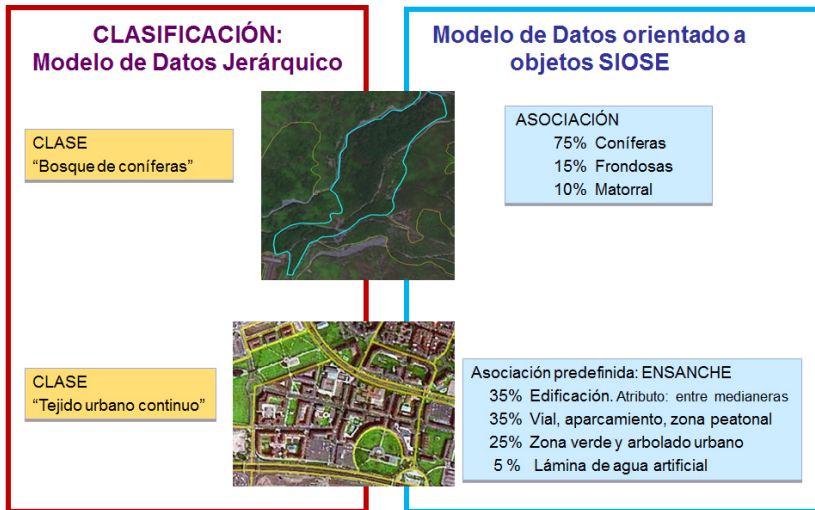 CLASIFICACIÓN:
Modelo de Datos Jerárquico
CLASE
“Bosque de coníferas”
CLASE
“Tejido urbano continuo”
Modelo de Datos orientado a
objetos SIOSE
ASOCIACIÓN
75% Coníferas
15% Frondosas
10% Matorral
Asociación predefinida: ENSANCHE
35% Edificación. Atributo: entre medianeras
35% Vial, aparcamiento, zona peatonal
25% Zona verde y arbolado urbano
5 % Lámina de agua artificial